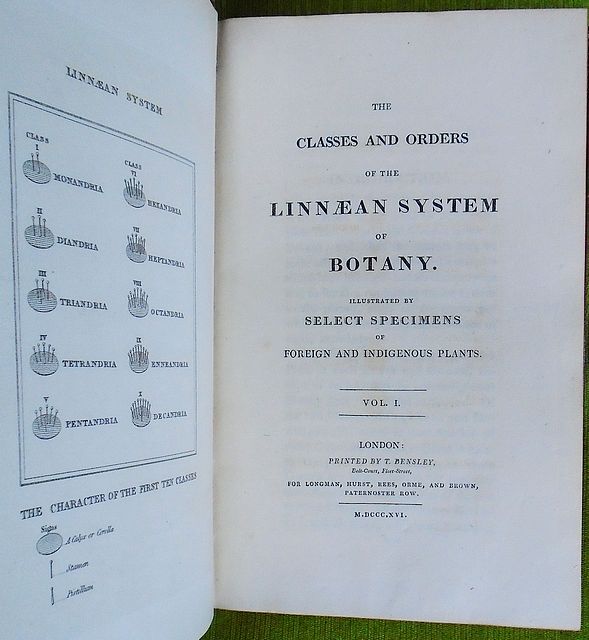 LINNÆAN SYSTEM
CLASS
I
MONANDRIA
II
DIANDRIA
III
TRIANDRIA
IV
TETRANDRIA
V
PENTANDRIA
CLASS
VI
HEXANDRIA
VII
HEPTANDRIA
VIII
OCTANDRIA
IX
ENNEANDRIA
X
DECANDRIA
THE CHARACTER OF THE FIRST TEN CLASSES
Signs
A Calyx or Corolla
Stamen
Pistillum
THE
CLASSES AND ORDERS
OF THE
LINNÆAN SYSTEM
OF
BOTANY.
ILLUSTRATED BY
SELECT SPECIMENS
OF
FOREIGN AND INDIGENOUS PLANTS.
VOL. I.
LONDON:
PRINTED BY T. BENSLEY,
Bolt-Court, Fleet-Street,
FOR LONGMAN, HURST, REES, ORME, AND BROWN,
PATERNOSTER ROW.
M.DCCC.XVI.